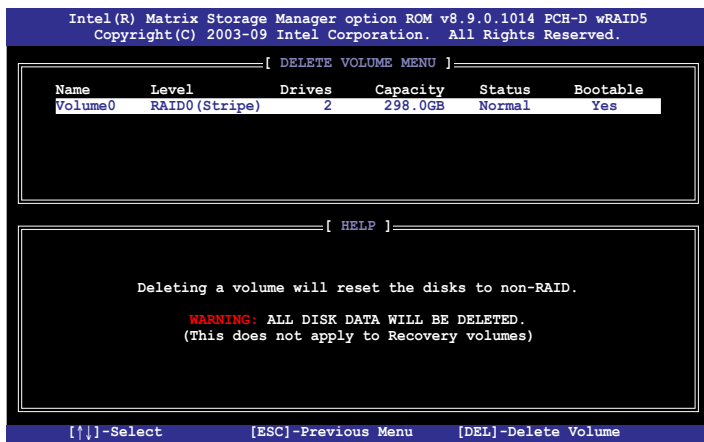 Intel(R) Matrix Storage Manager option ROM v8.9.0.1014 PCH-D wRAID5
Copyright(C) 2003-09 Intel Corporation. All Rights Reserved.
[ DELETE VOLUME MENU ]
Name Level Drives Capacity Status Bootable
Volume0 RAID0(Stripe) 2 298.0GB Normal Yes
[ HELP ]
Deleting a volume will reset the disks to non-RAID.
WARNING: ALL DISK DATA WILL BE DELETED.
(This does not apply to Recovery volumes)
[↑↓]-Select [ESC]-Previous Menu [DEL]-Delete Volume